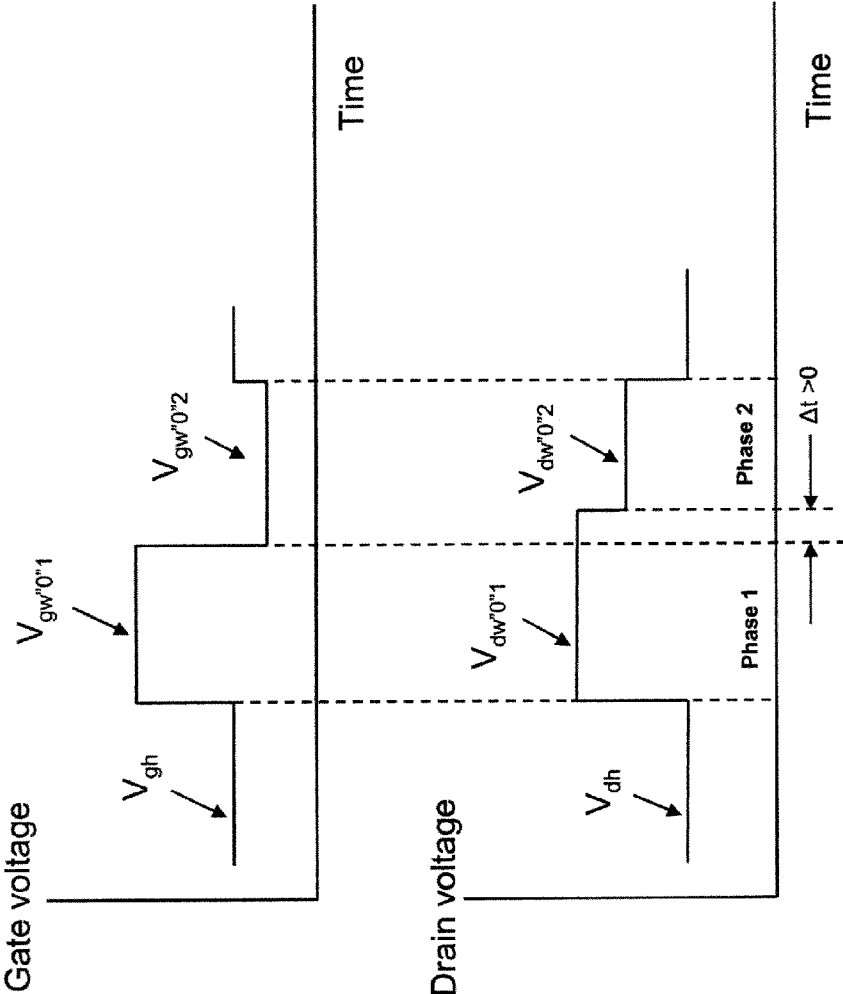 Gate voltage
V_gh
V_gw"0"1
V_gw"0"2
Time
Drain voltage
V_dh
V_dw"0"1
V_dw"0"2
Phase 1
Phase 2
Δt >0
Time